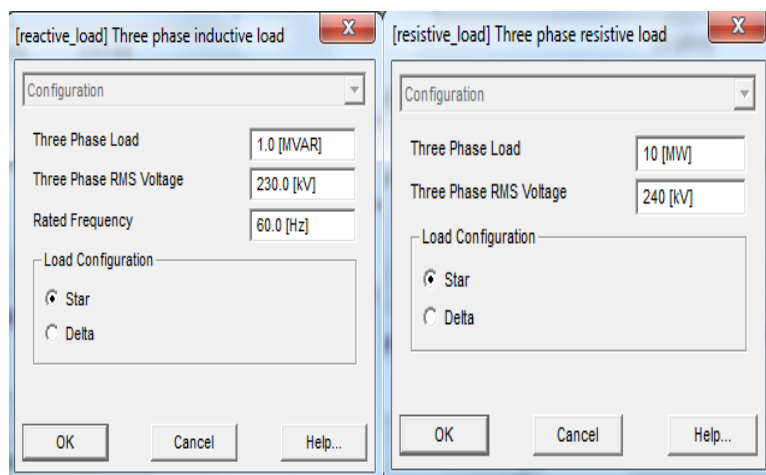 [reactive_load] Three phase inductive load
X
Configuration
Three Phase Load
1.0 [MVAR]
Three Phase RMS Voltage
230.0 [kV]
Rated Frequency
60.0 [Hz]
Load Configuration
Star
Delta
OK
Cancel
Help...
[resistive_load] Three phase resistive load
X
Configuration
Three Phase Load
10 [MW]
Three Phase RMS Voltage
240 [kV]
Load Configuration
Star
Delta
OK
Cancel
Help...